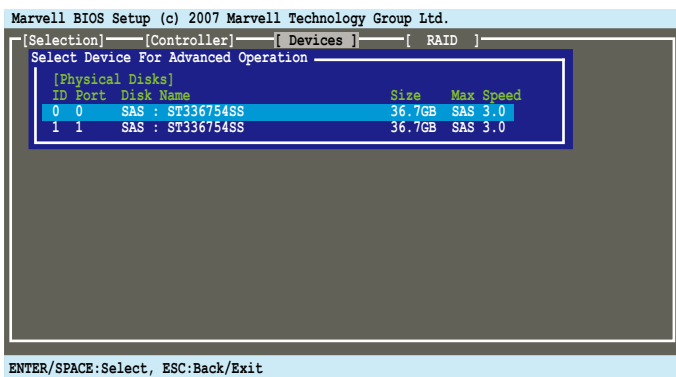 Marvell BIOS Setup (c) 2007 Marvell Technology Group Ltd.
[Selection] [Controller] [ Devices ] [ RAID ]
Select Device For Advanced Operation
[Physical Disks]
ID Port Disk Name Size Max Speed
0 0 SAS : ST336754SS 36.7GB SAS 3.0
1 1 SAS : ST336754SS 36.7GB SAS 3.0
ENTER/SPACE:Select, ESC:Back/Exit